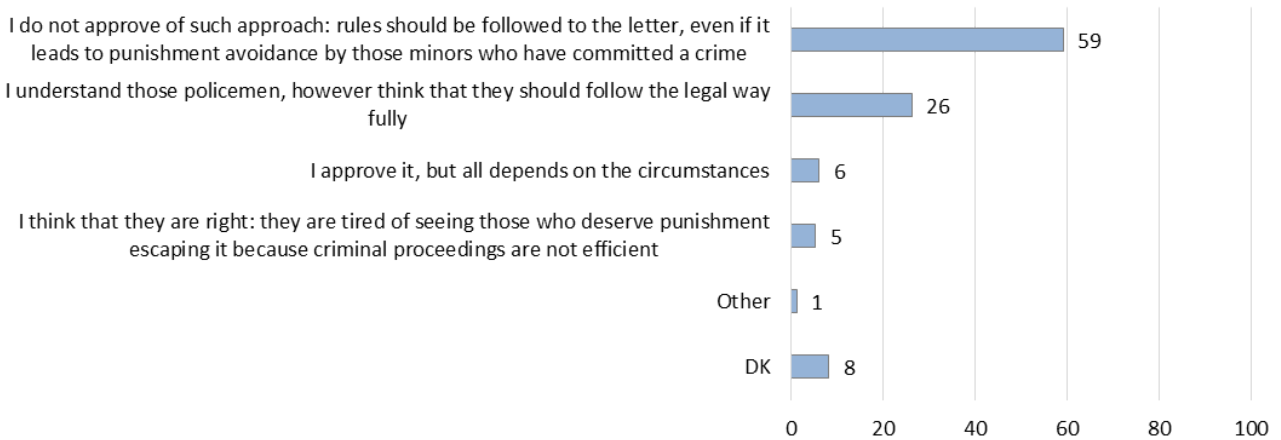 I do not approve of such approach: rules should be followed to the letter, even if it
leads to punishment avoidance by those minors who have committed a crime
59
I understand those policemen, however think that they should follow the legal way
fully
26
I approve it, but all depends on the circumstances
6
I think that they are right: they are tired of seeing those who deserve punishment
escaping it because criminal proceedings are not efficient
5
Other
1
DK
8
0 20 40 60 80 100